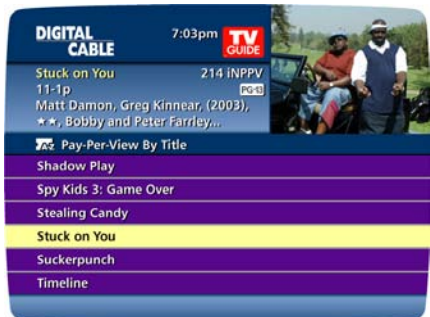 DIGITAL
CABLE
7:03pm
TV
GUIDE
Stuck on You 214 iNPPV
11-1p PG-13
Matt Damon, Greg Kinnear, (2003),
★★, Bobby and Peter Farrley...
Pay-Per-View By Title
Shadow Play
Spy Kids 3: Game Over
Stealing Candy
Stuck on You
Suckerpunch
Timeline